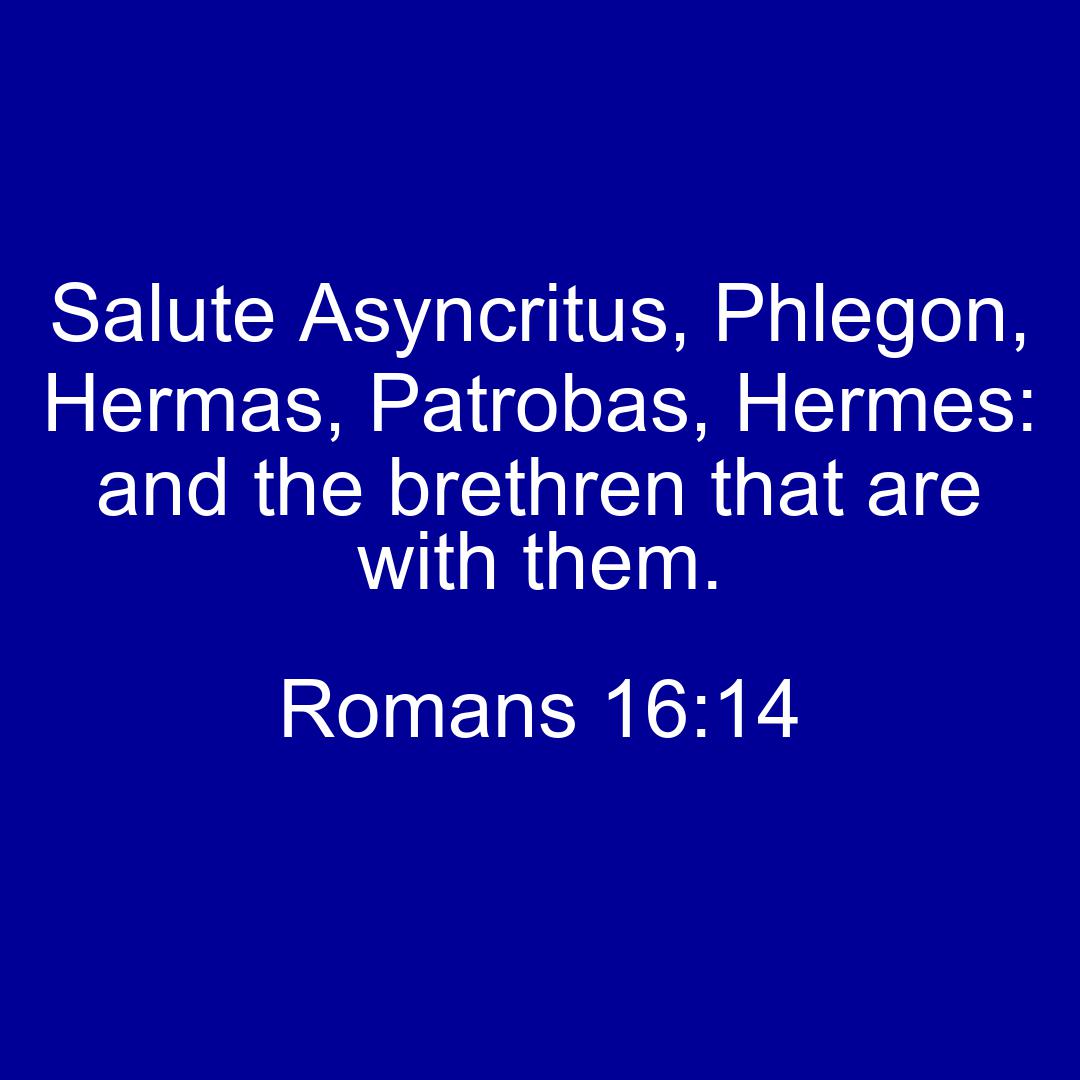 Salute Asyncritus, Phlegon,
Hermas, Patrobas, Hermes:
and the brethren that are
with them.
Romans 16:14